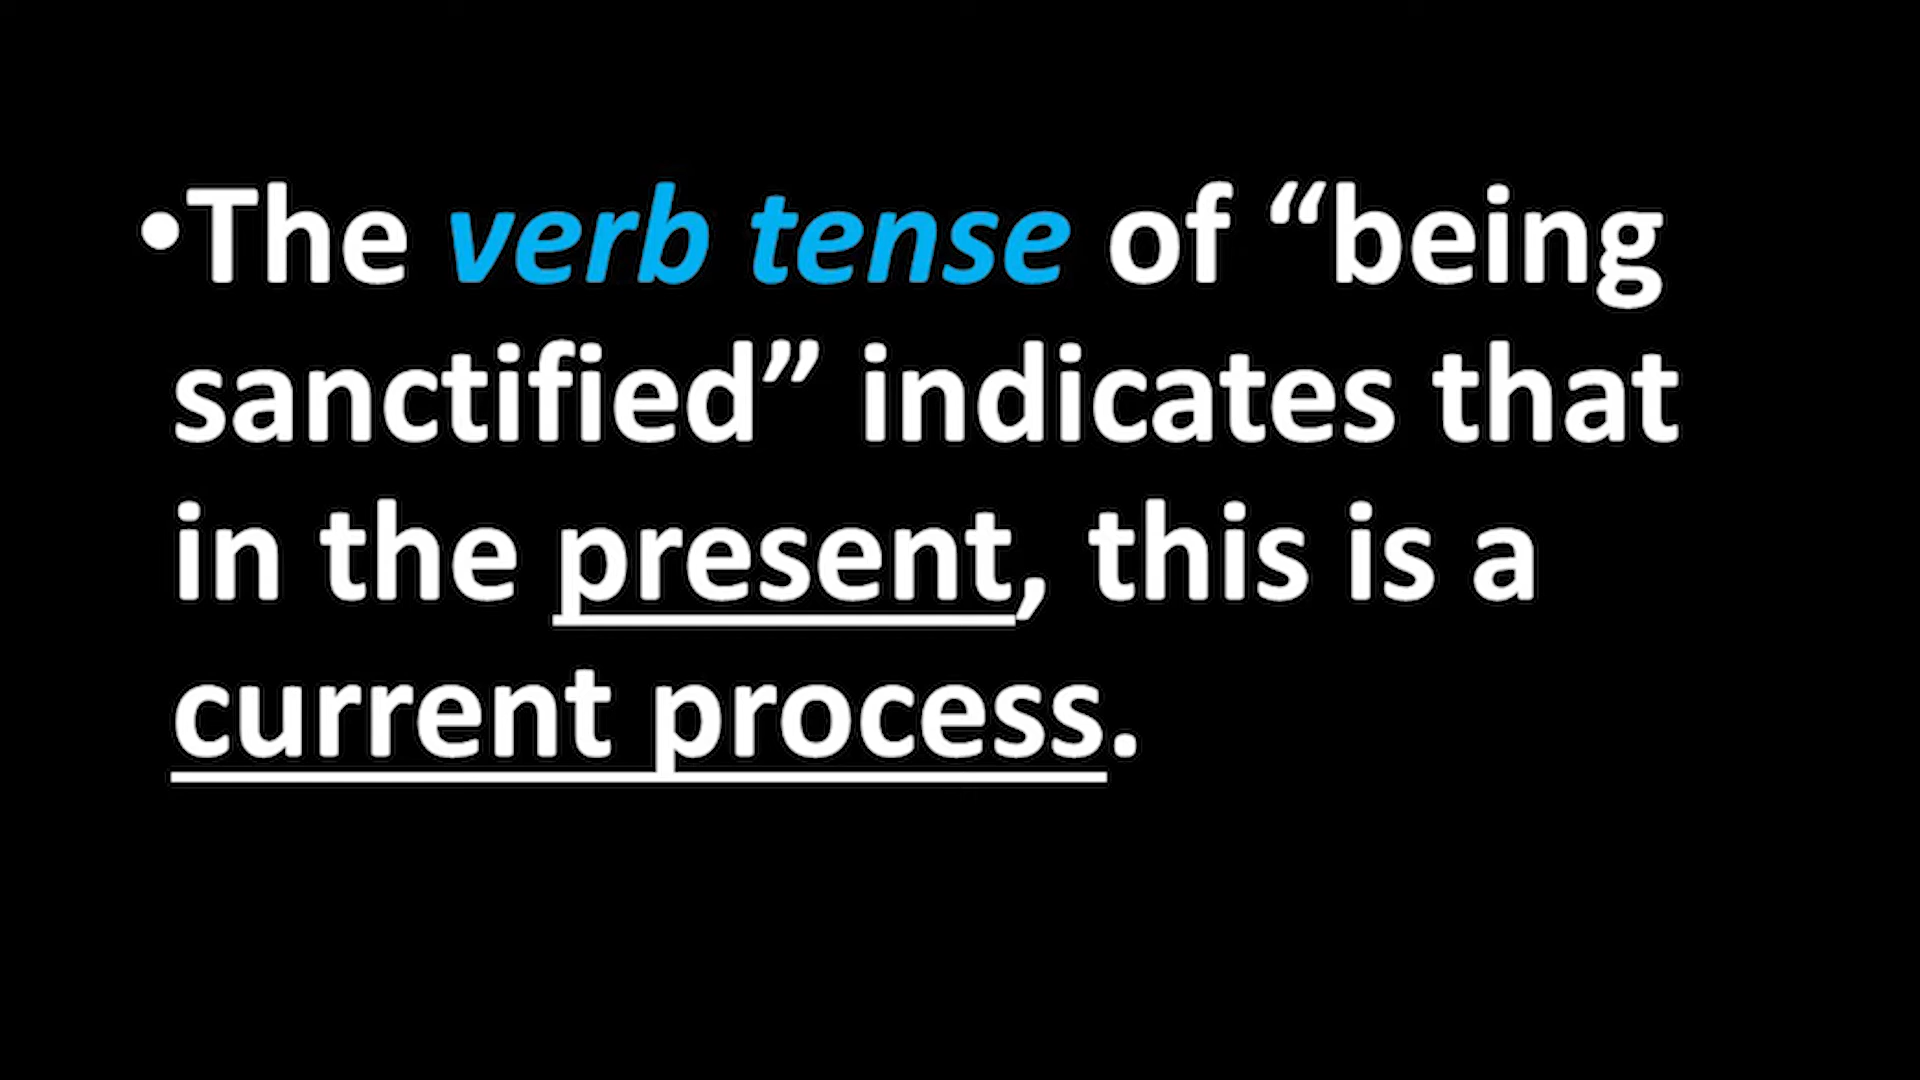 •The verb tense of “being
sanctified” indicates that
in the present, this is a
current process.